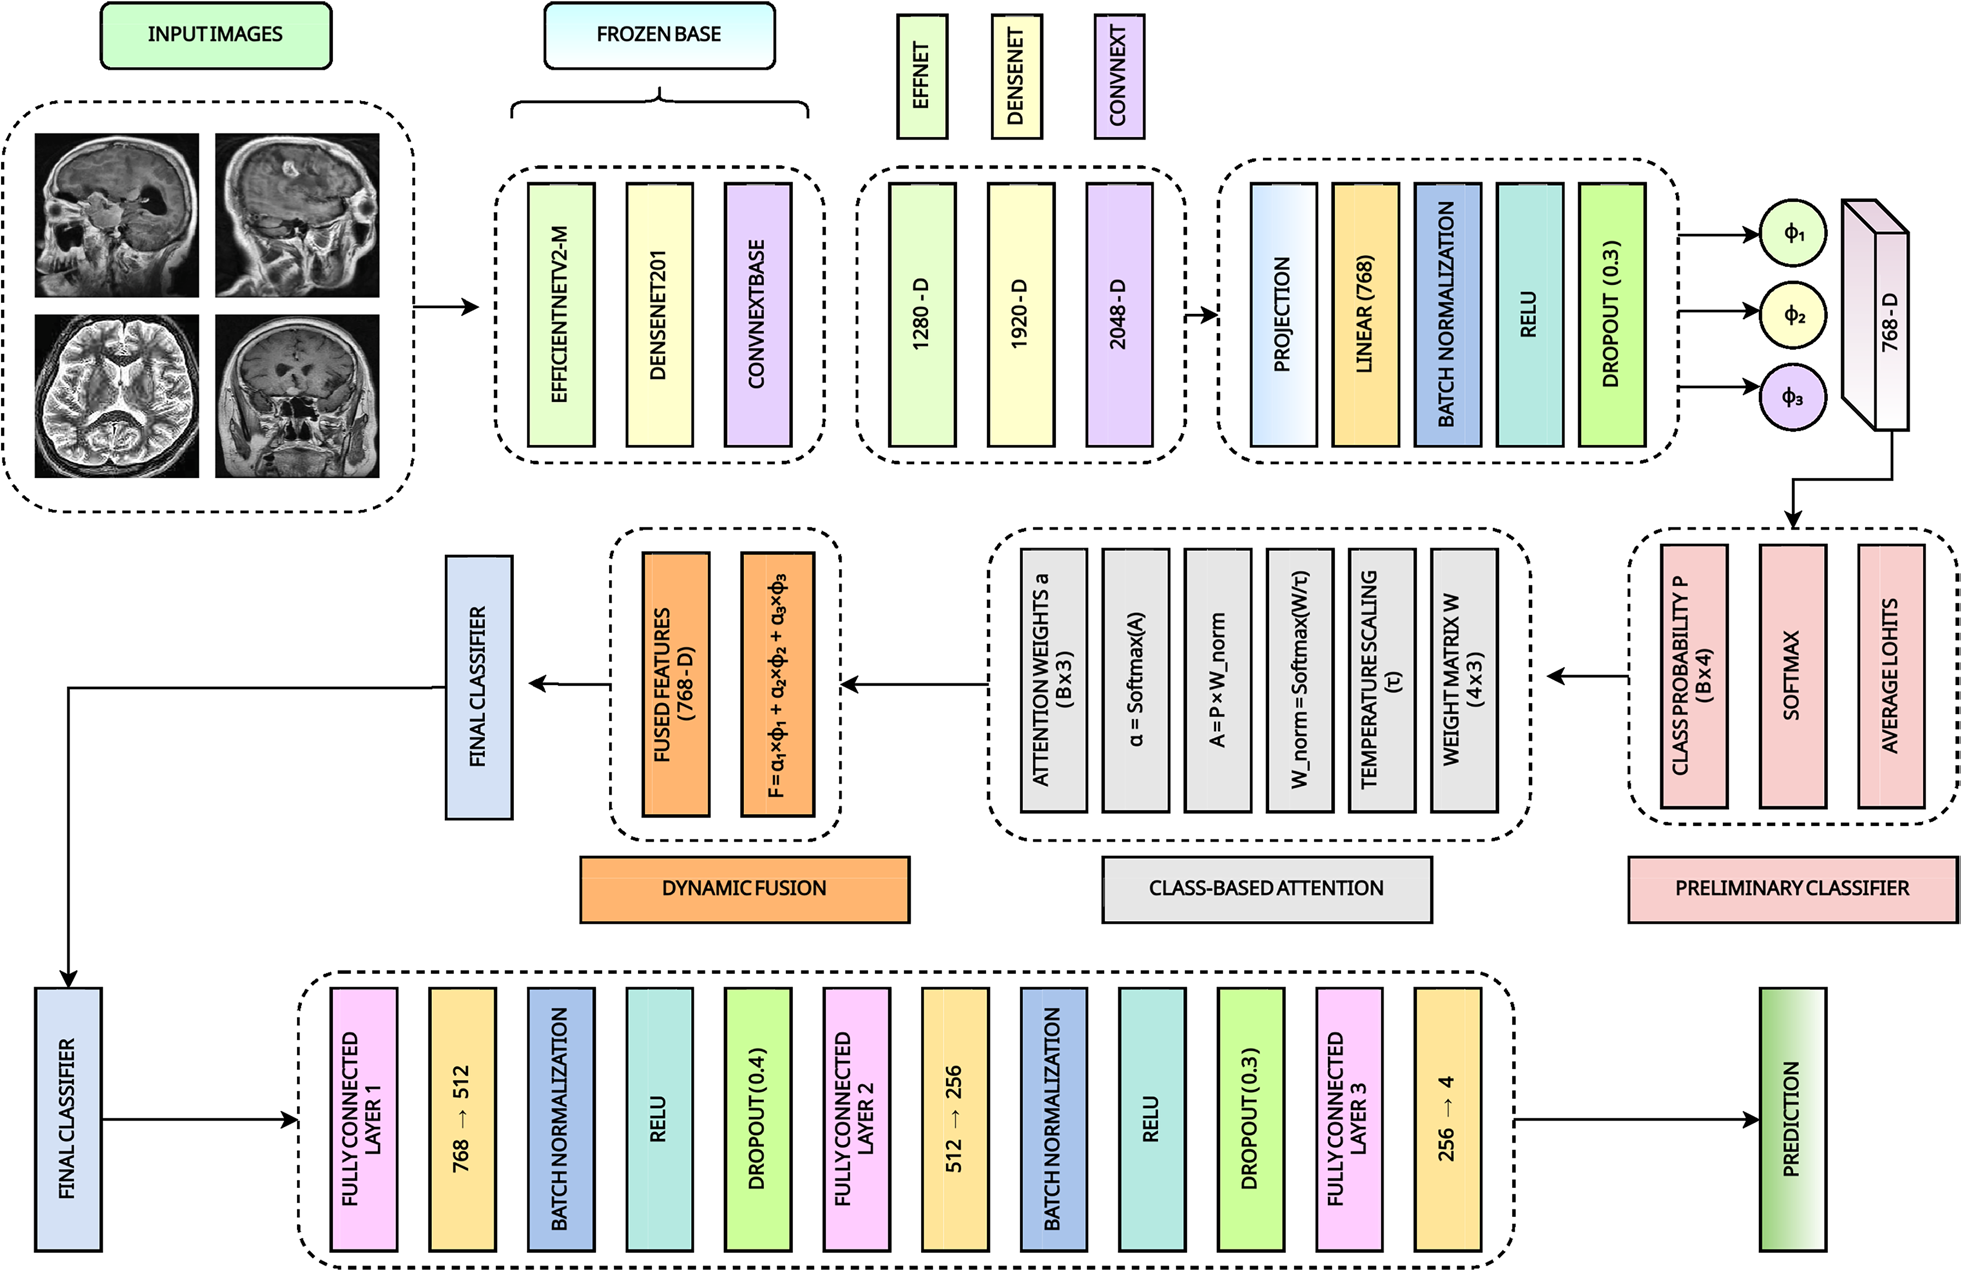 INPUT IMAGES
FROZEN BASE
EFFNET
DENSENET
CONVNEXT
EFFICIENTNETV2-M
DENSENET201
CONVNEXTBASE
1280 - D
1920 - D
2048 - D
PROJECTION
LINEAR (768)
BATCH NORMALIZATION
RELU
DROPOUT (0.3)
ϕ₁
ϕ₂
ϕ₃
768 - D
FINAL CLASSIFIER
FUSED FEATURES
(768 - D)
F = α₁×ϕ₁ + α₂×ϕ₂ + α₃×ϕ₃
ATTENTION WEIGHTS a
(B x 3)
α = Softmax(A)
A = P × W_norm
W_norm = Softmax(W/τ)
TEMPERATURE SCALING
(τ)
WEIGHT MATRIX W
(4 x 3)
CLASS PROBABILITY P
(B x 4)
SOFTMAX
AVERAGE LOHITS
DYNAMIC FUSION
CLASS-BASED ATTENTION
PRELIMINARY CLASSIFIER
FINAL CLASSIFIER
FULLY CONNECTED
LAYER 1
768 → 512
BATCH NORMALIZATION
RELU
DROPOUT (0.4)
FULLY CONNECTED
LAYER 2
512 → 256
BATCH NORMALIZATION
RELU
DROPOUT (0.3)
FULLY CONNECTED
LAYER 3
256 → 4
PREDICTION